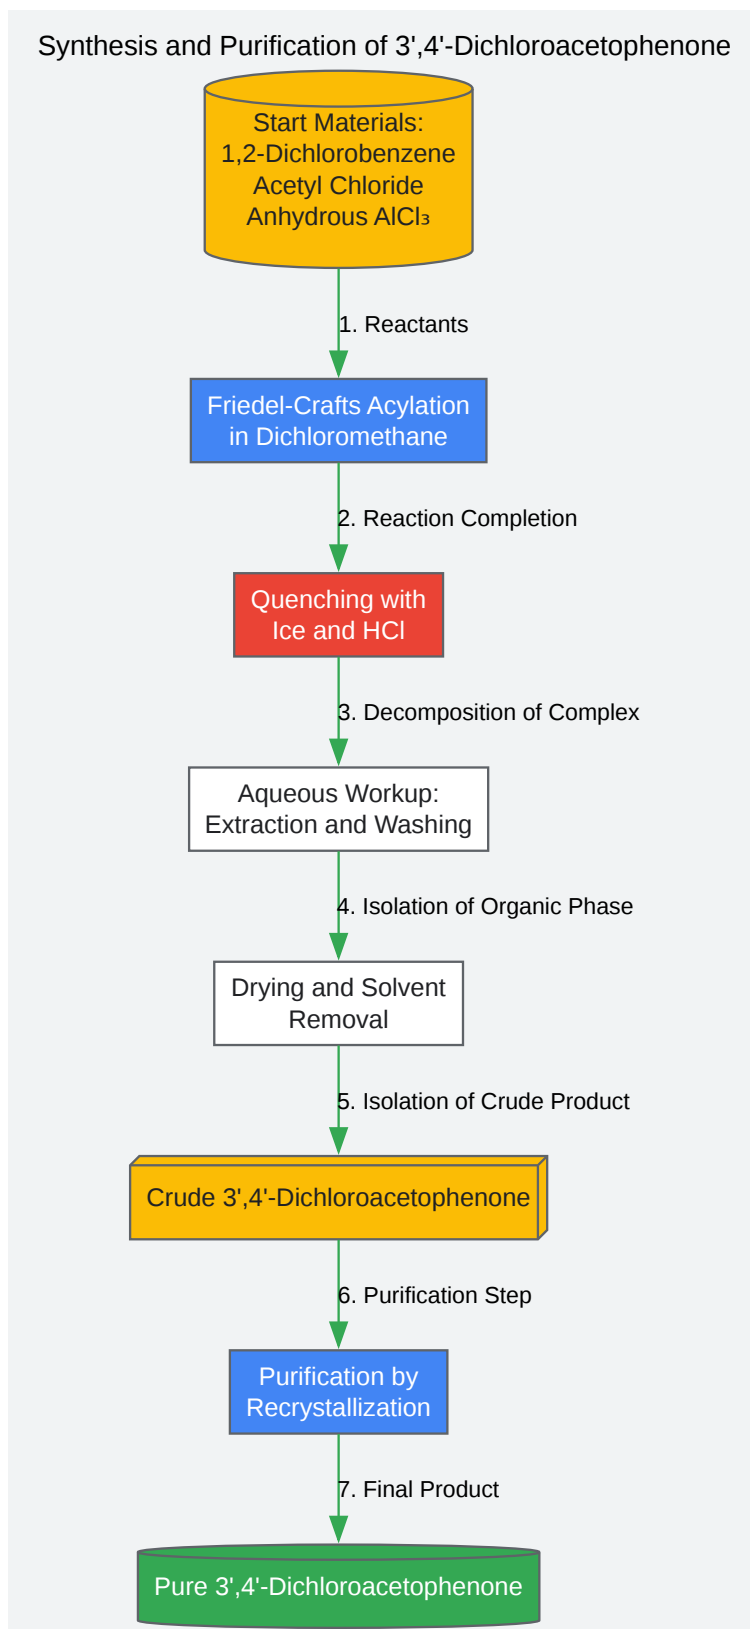 Synthesis and Purification of 3',4'-Dichloroacetophenone
Start Materials:
1,2-Dichlorobenzene
Acetyl Chloride
Anhydrous AlCl₃
1. Reactants
Friedel-Crafts Acylation
in Dichloromethane
2. Reaction Completion
Quenching with
Ice and HCl
3. Decomposition of Complex
Aqueous Workup:
Extraction and Washing
4. Isolation of Organic Phase
Drying and Solvent
Removal
5. Isolation of Crude Product
Crude 3',4'-Dichloroacetophenone
6. Purification Step
Purification by
Recrystallization
7. Final Product
Pure 3',4'-Dichloroacetophenone